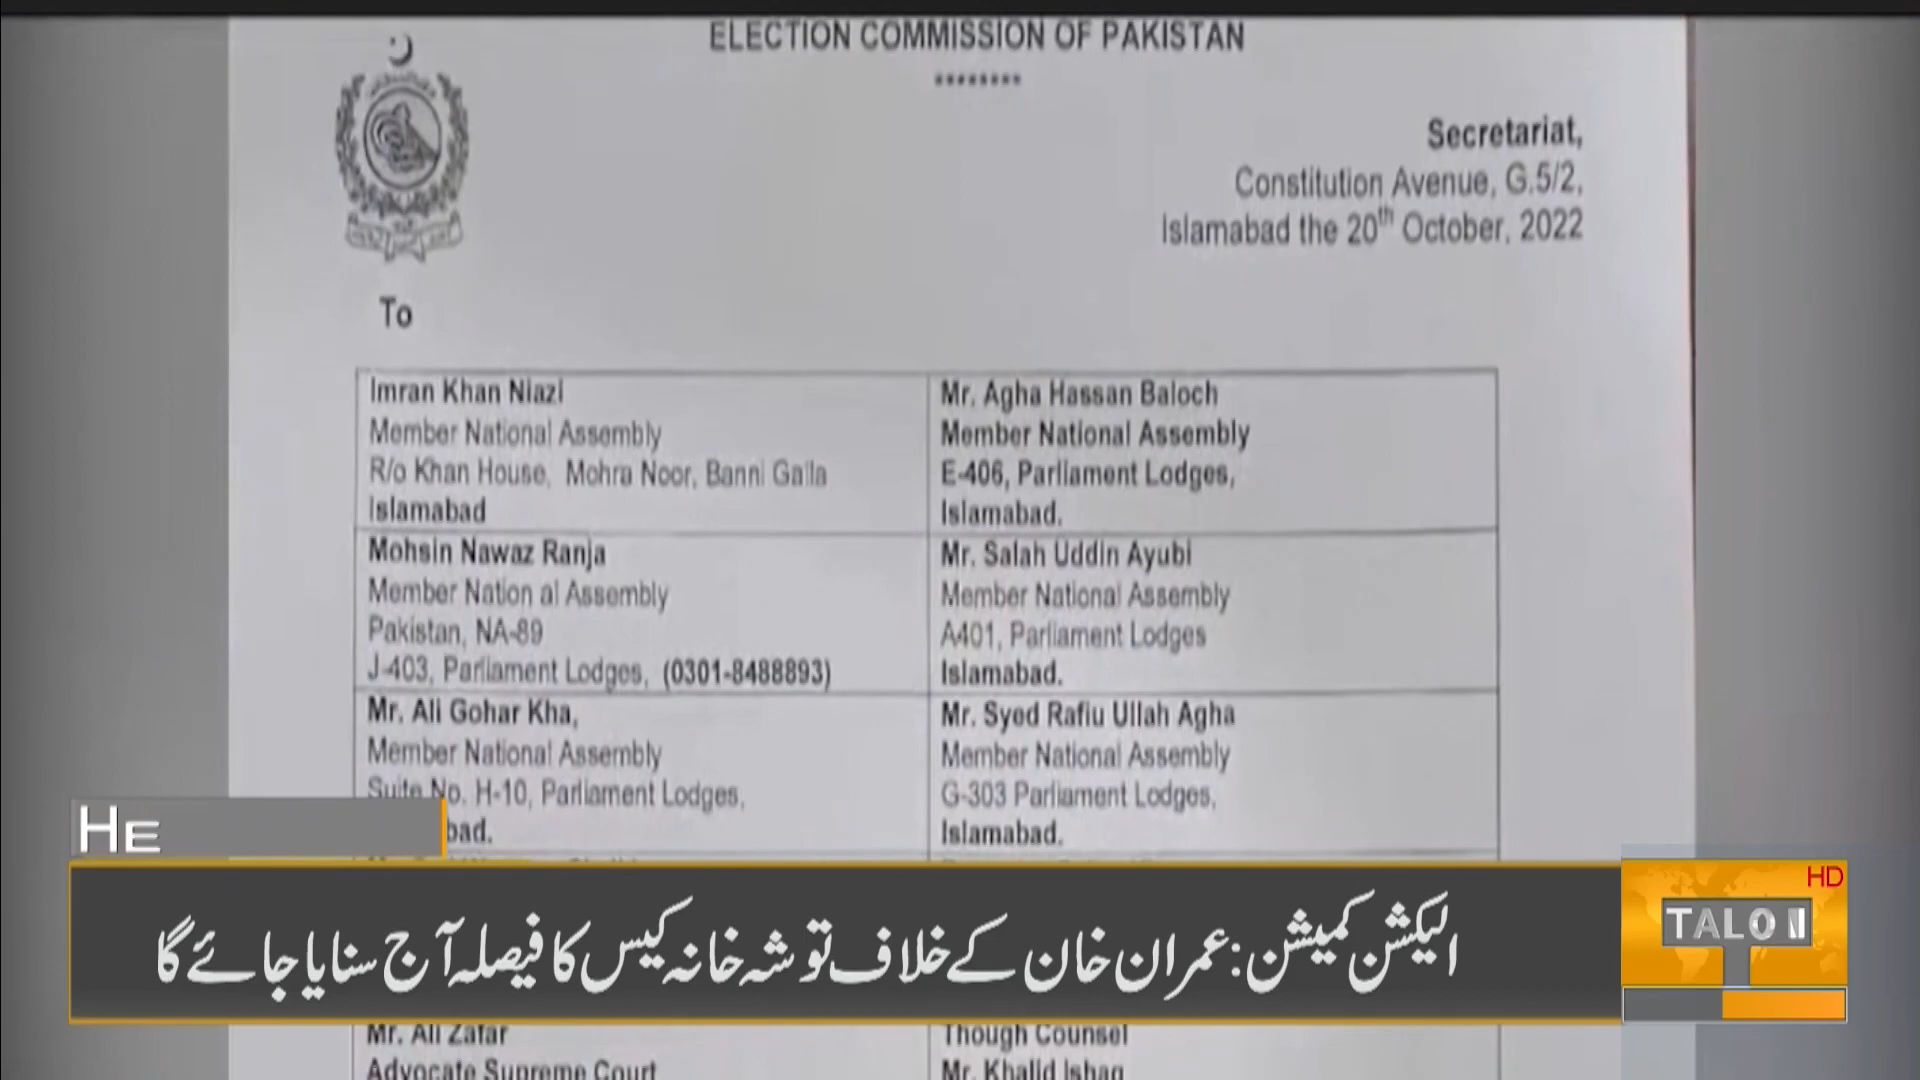 ELECTION COMMISSION OF PAKISTAN
********
Secretariat,
Constitution Avenue, G.5/2,
Islamabad the 20th October, 2022
To
Imran Khan Niazi
Member National Assembly
R/o Khan House, Mohra Noor, Banni Galla
Islamabad
Mr. Agha Hassan Baloch
Member National Assembly
E-406, Parliament Lodges,
Islamabad.
Mohsin Nawaz Ranja
Member Nation al Assembly
Pakistan, NA-89
J-403, Parliament Lodges, (0301-8488893)
Mr. Salah Uddin Ayubi
Member National Assembly
A401, Parliament Lodges
Islamabad.
Mr. Ali Gohar Kha,
Member National Assembly
Suite No. H-10, Parliament Lodges,
bad.
Mr. Syed Rafiu Ullah Agha
Member National Assembly
G-303 Parliament Lodges,
Islamabad.
HE
الیکشن کمیشن: عمران خان کے خلاف توشہ خانہ کیس کا فیصلہ آج سنایا جائے گا
HD
TALON
Mr. Ali Zafar
Advocate Supreme Court
Though Counsel
Mr. Khalid Ishaq